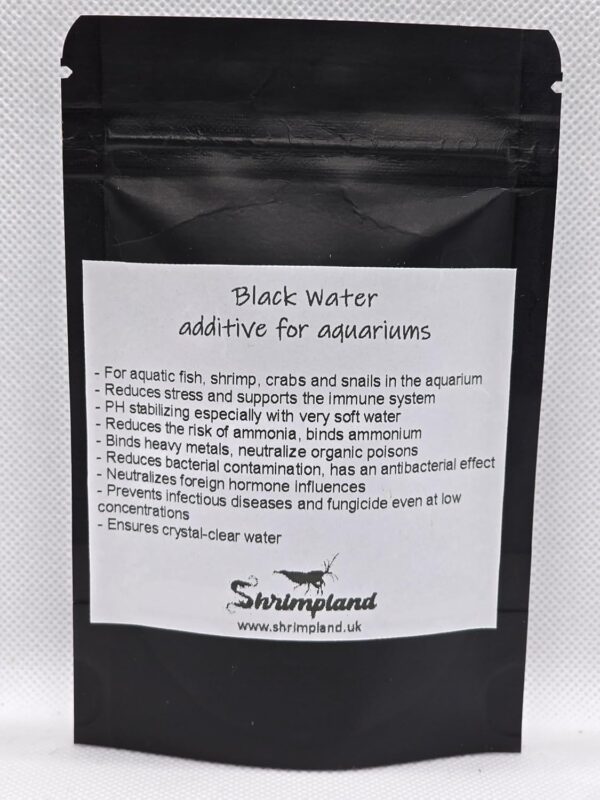 Black Water
additive for aquariums
- For aquatic fish, shrimp, crabs and snails in the aquarium
- Reduces stress and supports the immune system
- PH stabilizing especially with very soft water
- Reduces the risk of ammonia, binds ammonium
- Binds heavy metals, neutralize organic poisons
- Reduces bacterial contamination, has an antibacterial effect
- Neutralizes foreign hormone influences
- Prevents infectious diseases and fungicide even at low
concentrations
- Ensures crystal-clear water
Shrimpland
www.shrimpland.uk